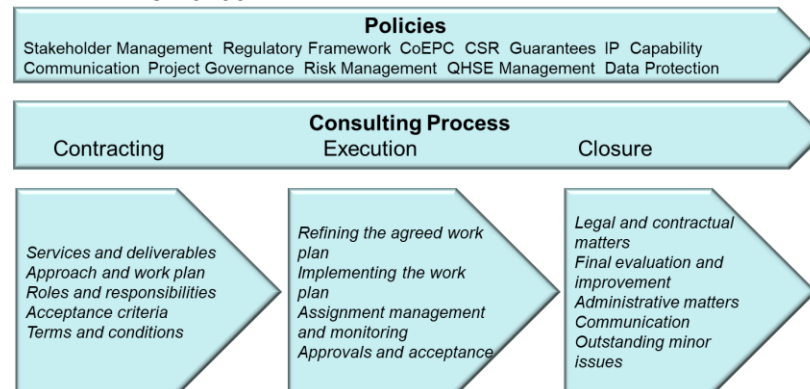 Policies
Stakeholder Management Regulatory Framework CoEPC CSR Guarantees IP Capability
Communication Project Governance Risk Management QHSE Management Data Protection
Consulting Process
Contracting Execution Closure
Services and deliverables
Approach and work plan
Roles and responsibilities
Acceptance criteria
Terms and conditions
Refining the agreed work
plan
Implementing the work
plan
Assignment management
and monitoring
Approvals and acceptance
Legal and contractual
matters
Final evaluation and
improvement
Administrative matters
Communication
Outstanding minor
issues